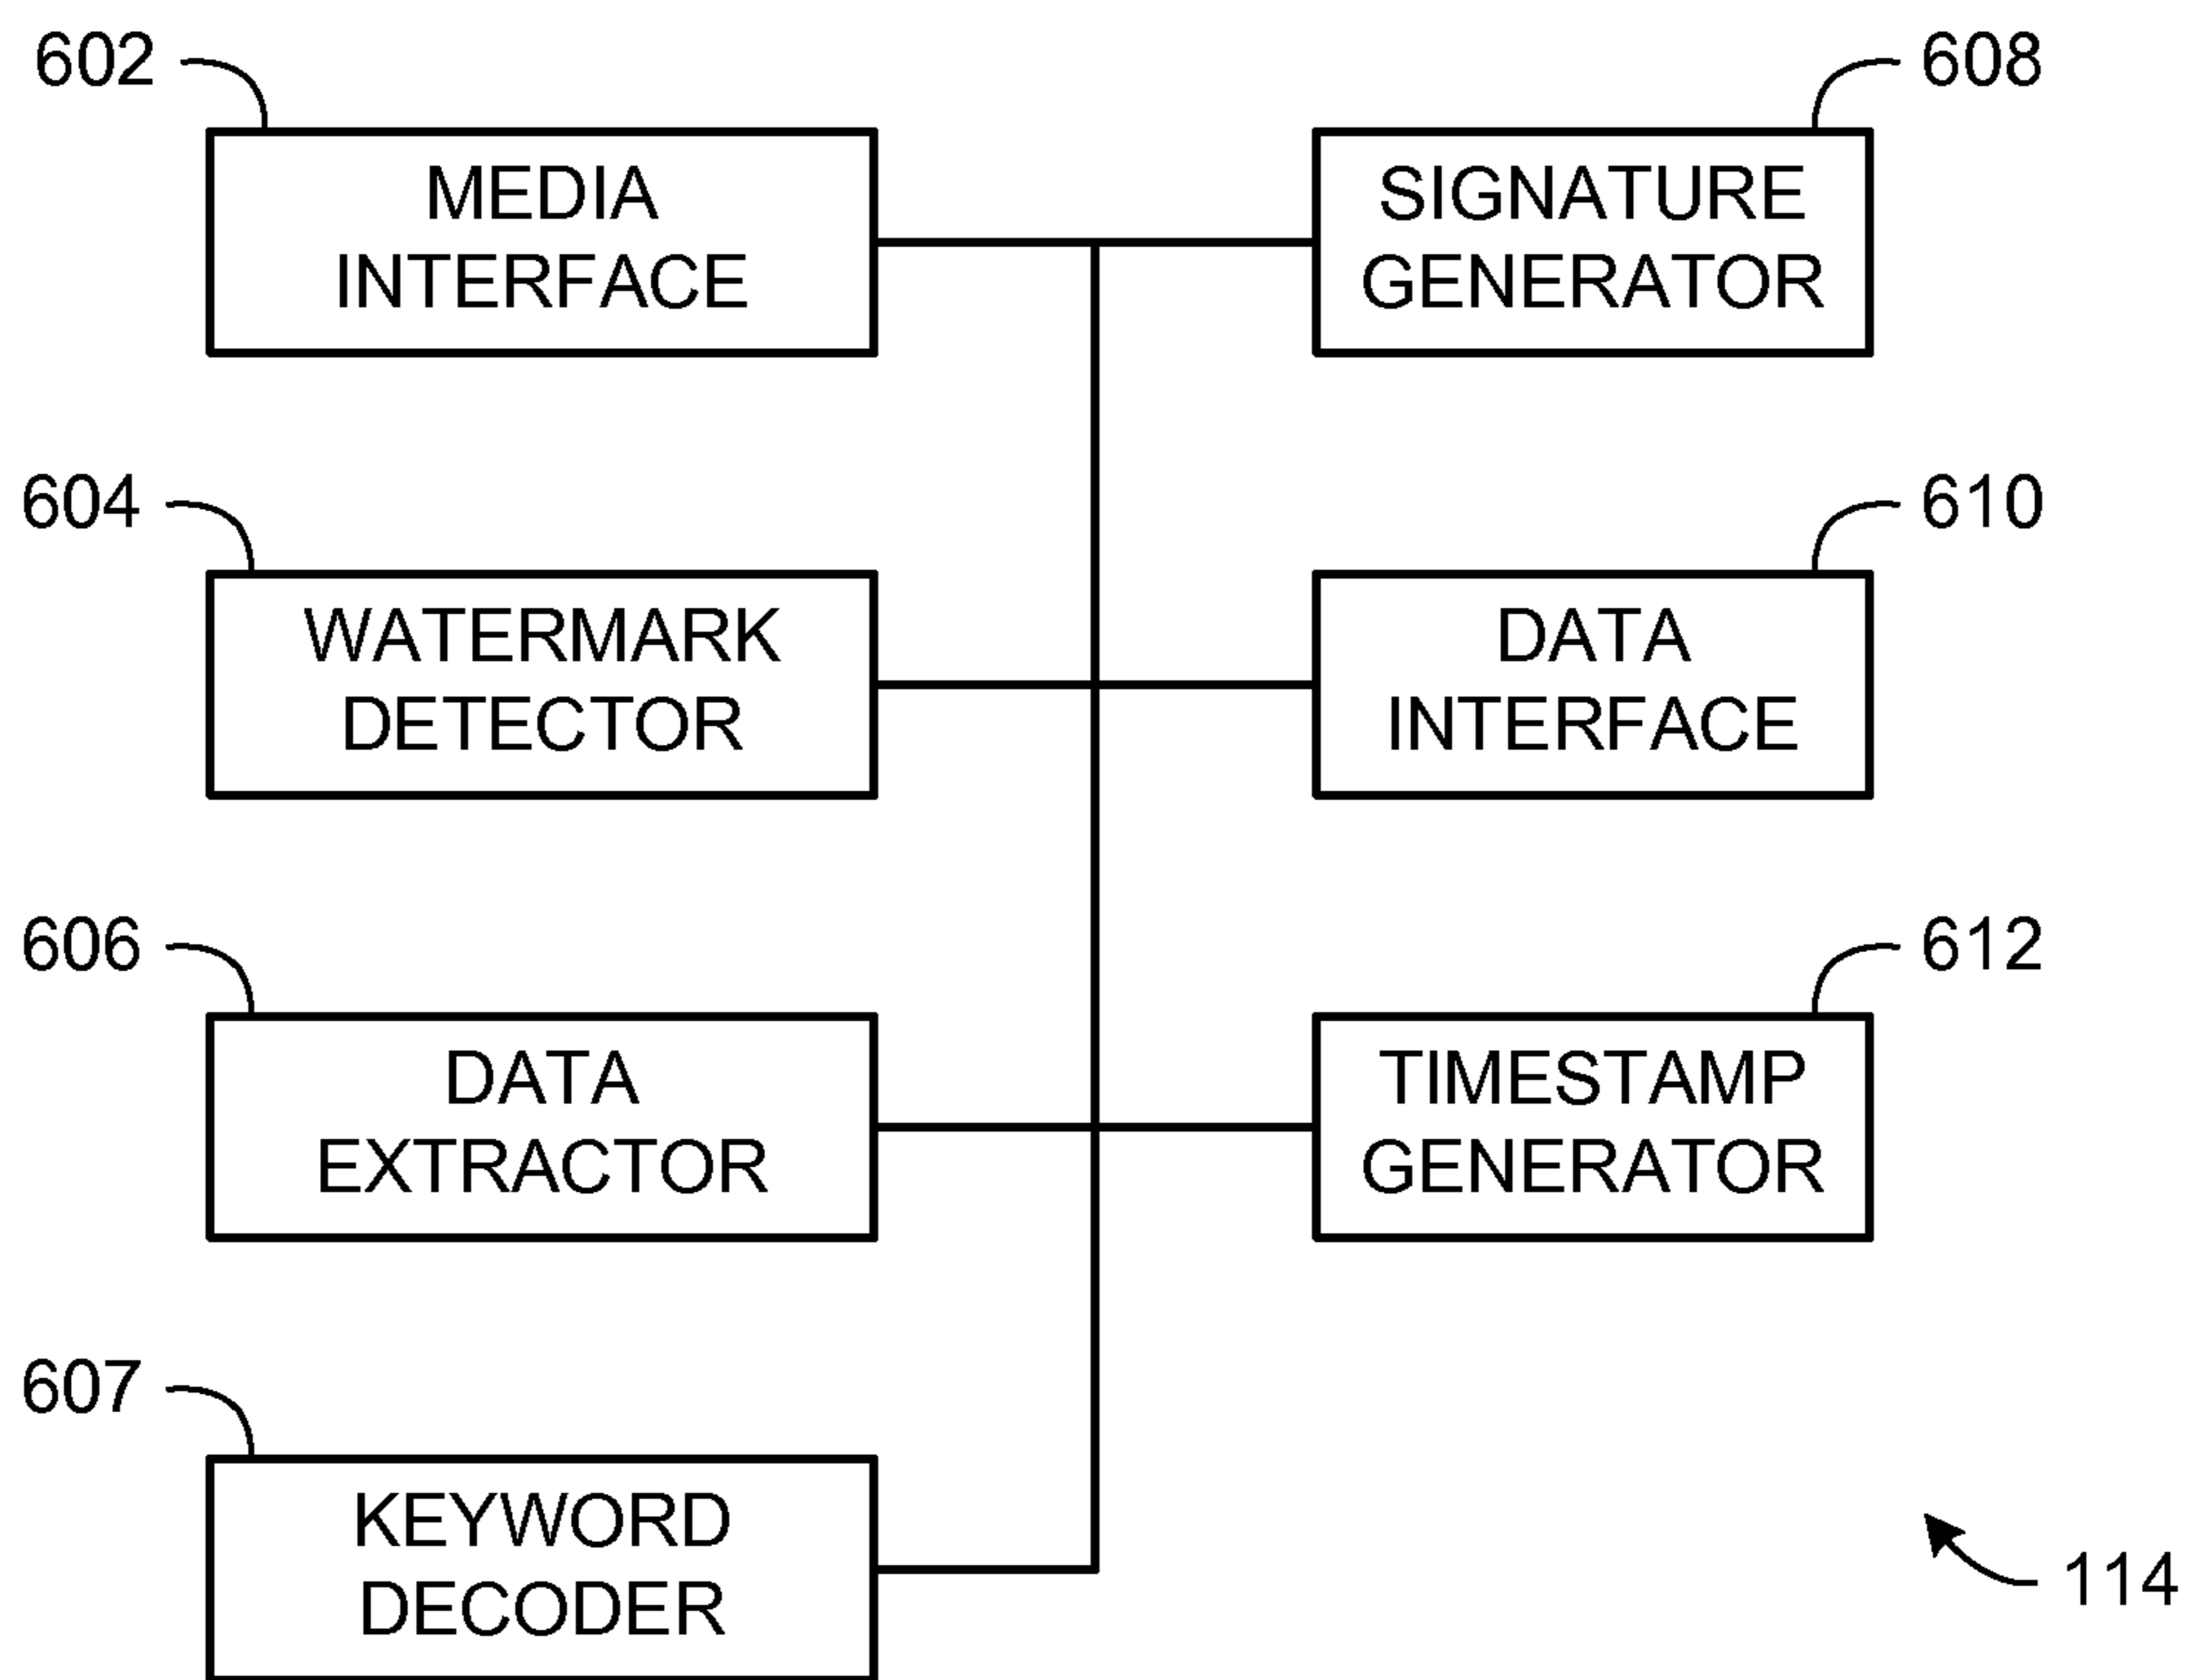 602
MEDIA
INTERFACE
608
SIGNATURE
GENERATOR
604
WATERMARK
DETECTOR
610
DATA
INTERFACE
606
DATA
EXTRACTOR
612
TIMESTAMP
GENERATOR
607
KEYWORD
DECODER
114